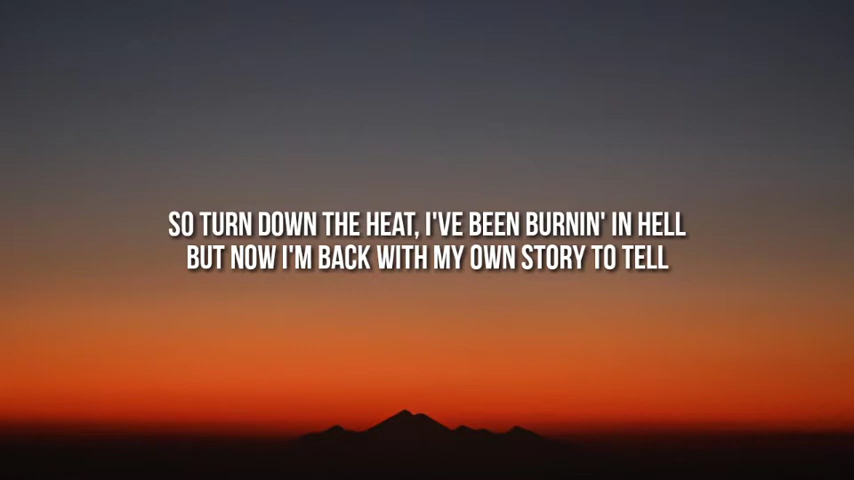 SO TURN DOWN THE HEAT, I'VE BEEN BURNIN' IN HELL
BUT NOW I'M BACK WITH MY OWN STORY TO TELL